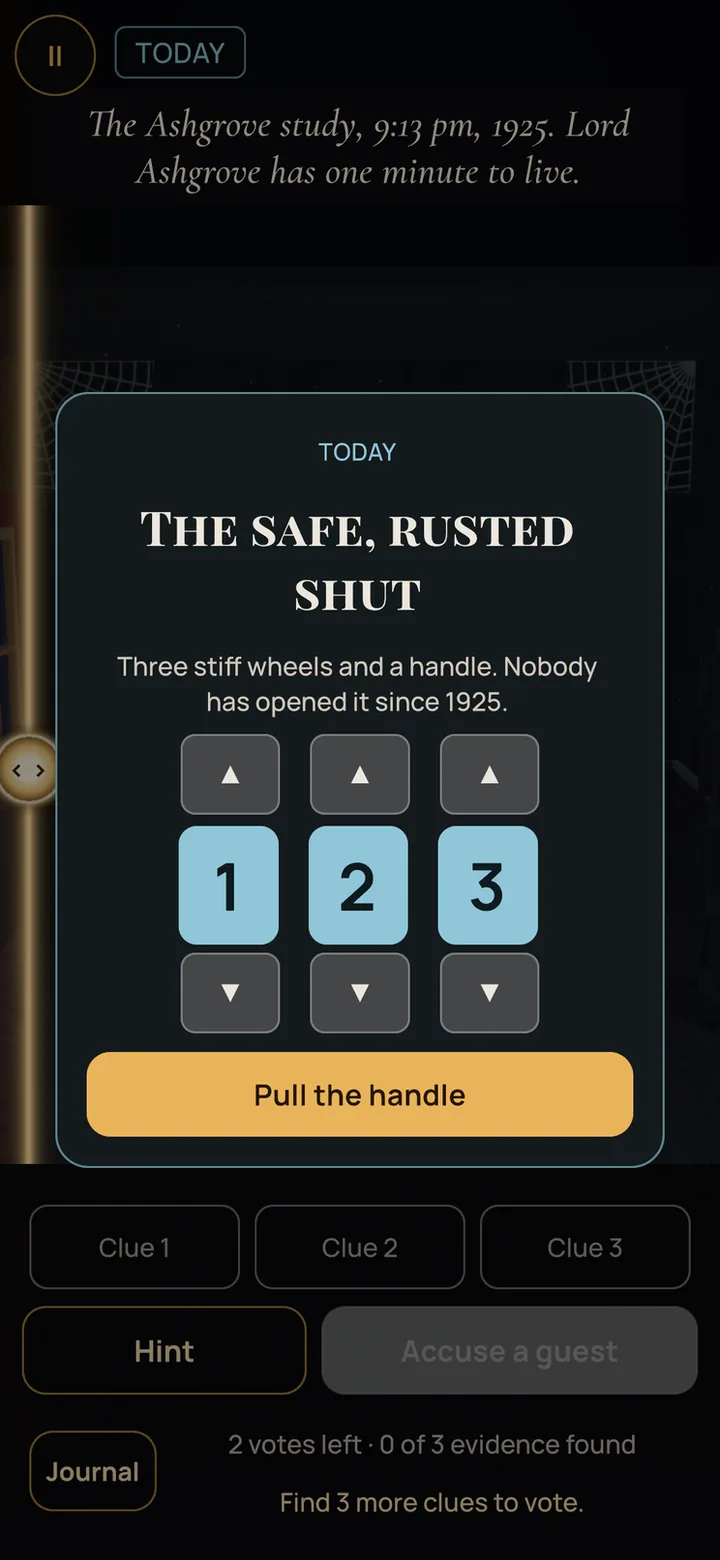 TODAY
The Ashgrove study, 9:13 pm, 1925. Lord
Ashgrove has one minute to live.
TODAY
The safe, rusted
shut
Three stiff wheels and a handle. Nobody
has opened it since 1925.
▲ ▲ ▲
1 2 3
▼ ▼ ▼
Pull the handle
Clue 1 Clue 2 Clue 3
Hint Accuse a guest
Journal
2 votes left · 0 of 3 evidence found
Find 3 more clues to vote.